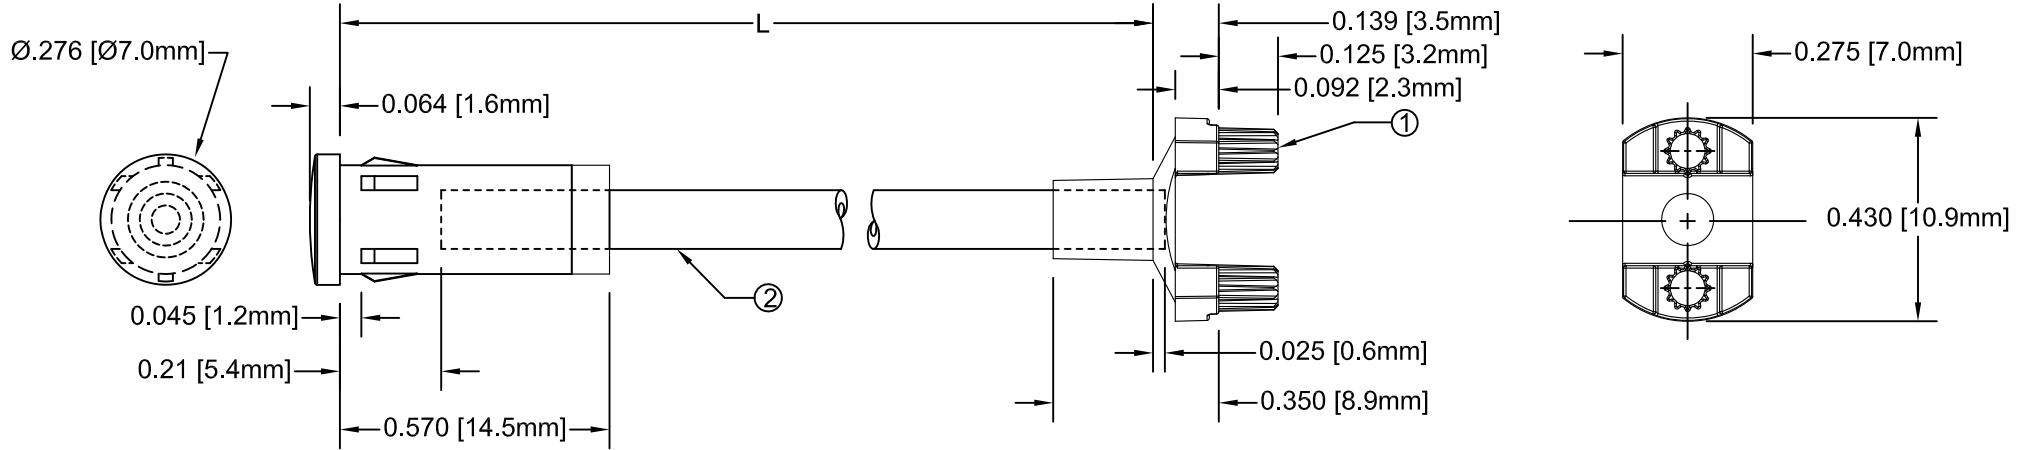 Ø.276 [Ø7.0mm]
L
0.139 [3.5mm]
0.125 [3.2mm]
0.092 [2.3mm]
0.275 [7.0mm]
0.064 [1.6mm]
1
0.430 [10.9mm]
2
0.045 [1.2mm]
0.21 [5.4mm]
0.570 [14.5mm]
0.025 [0.6mm]
0.350 [8.9mm]